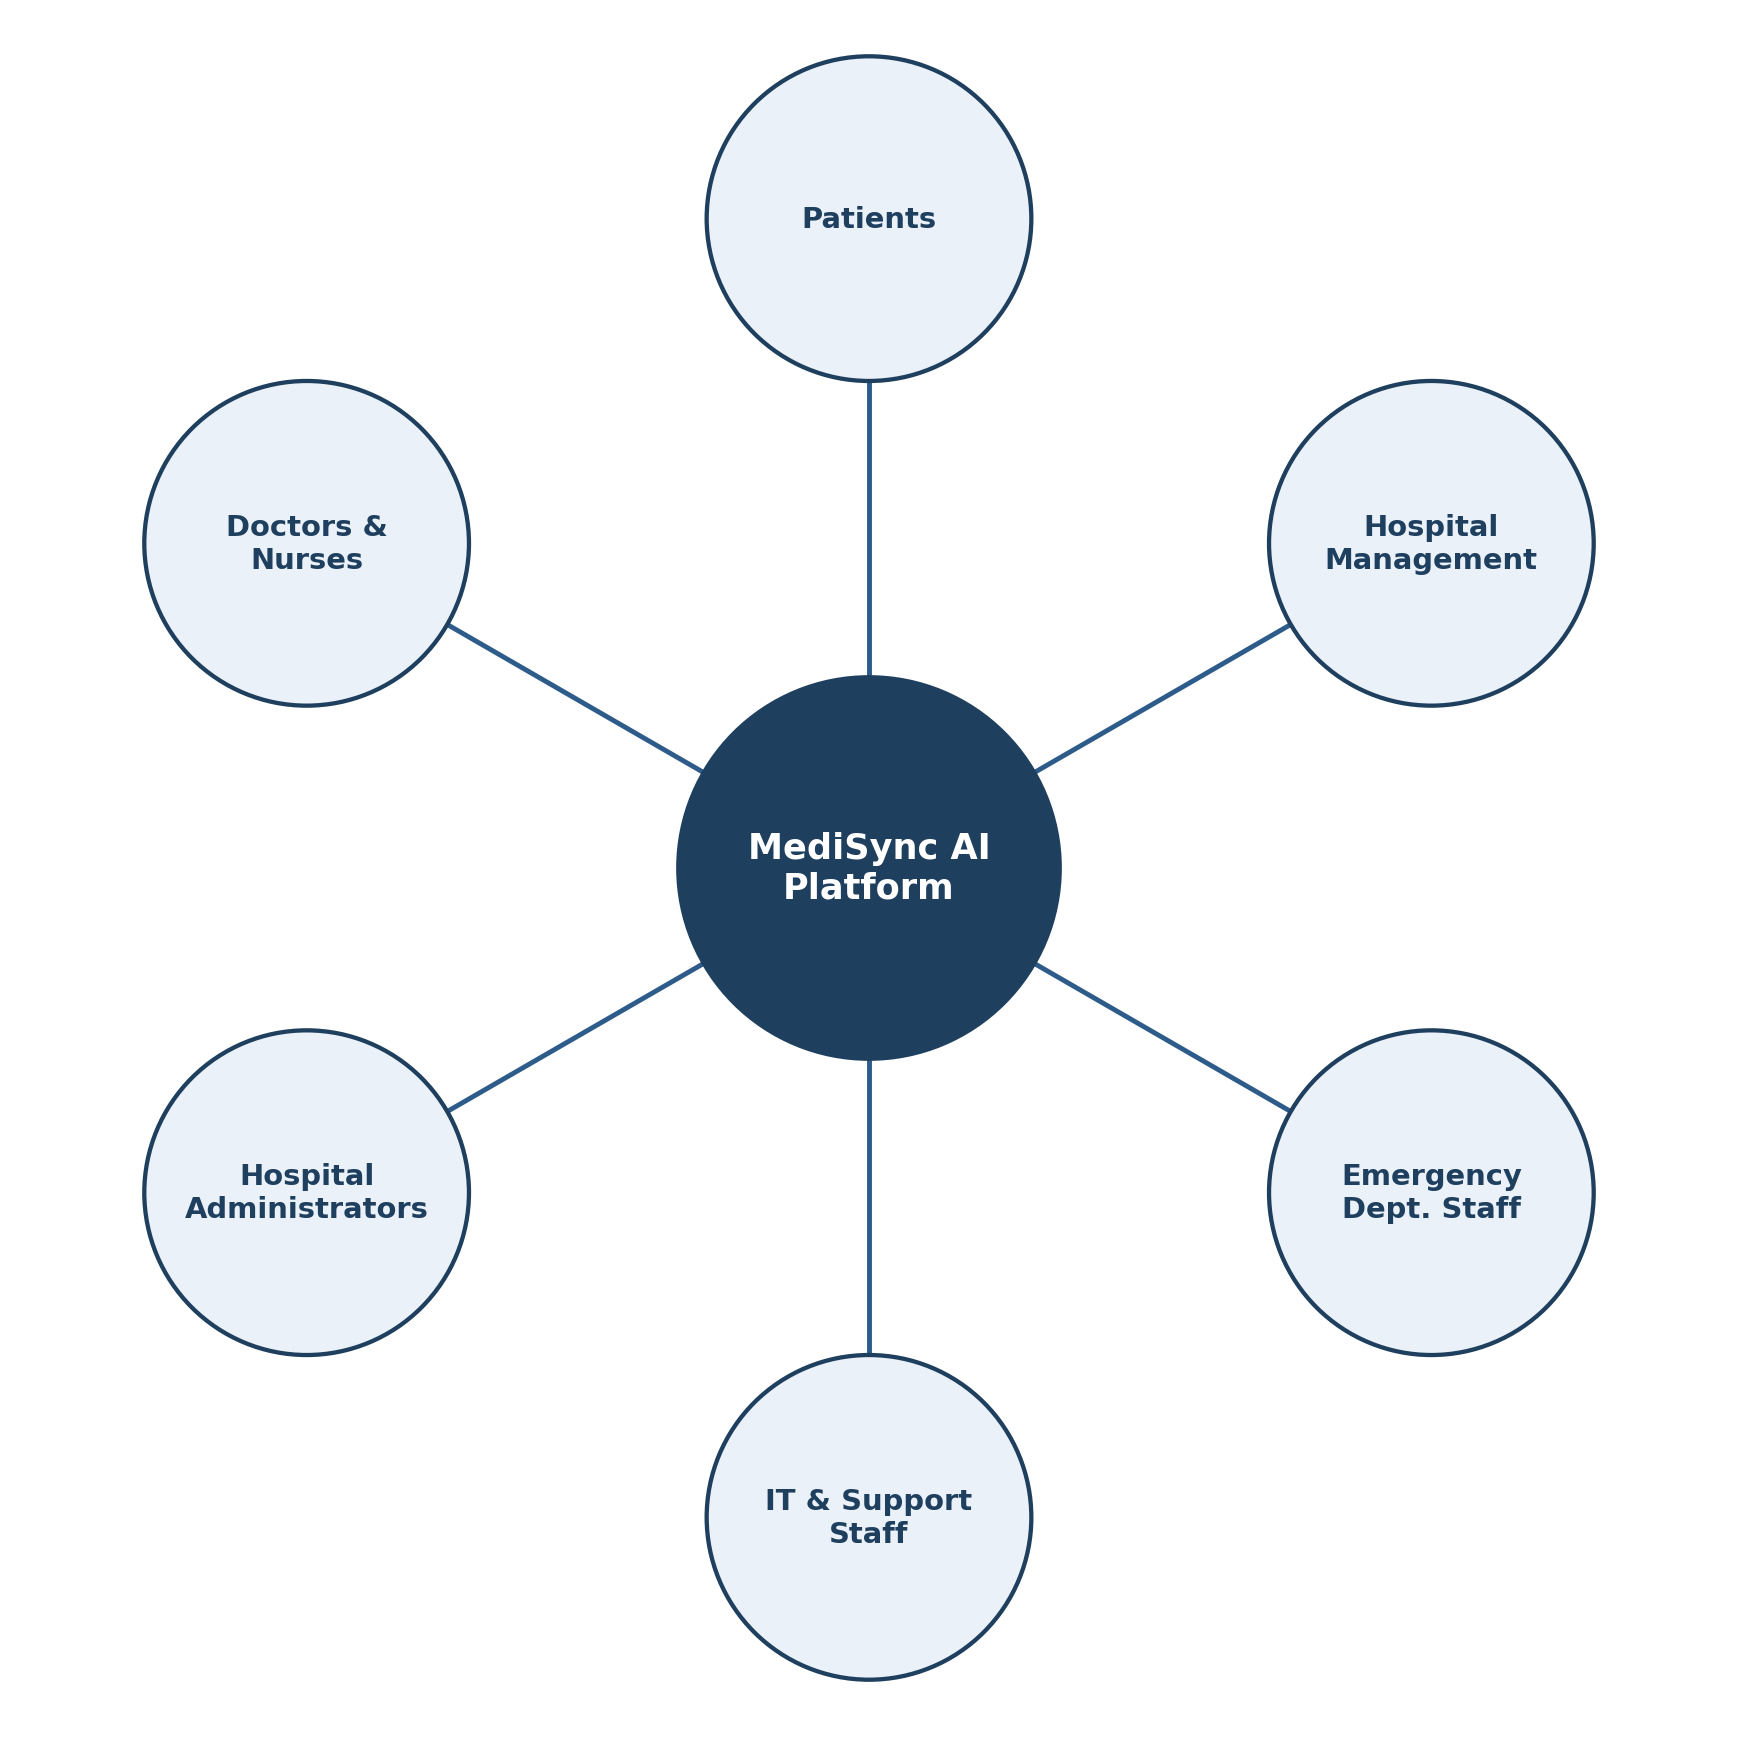 Patients
Doctors &
Nurses
Hospital
Management
MediSync AI
Platform
Hospital
Administrators
Emergency
Dept. Staff
IT & Support
Staff